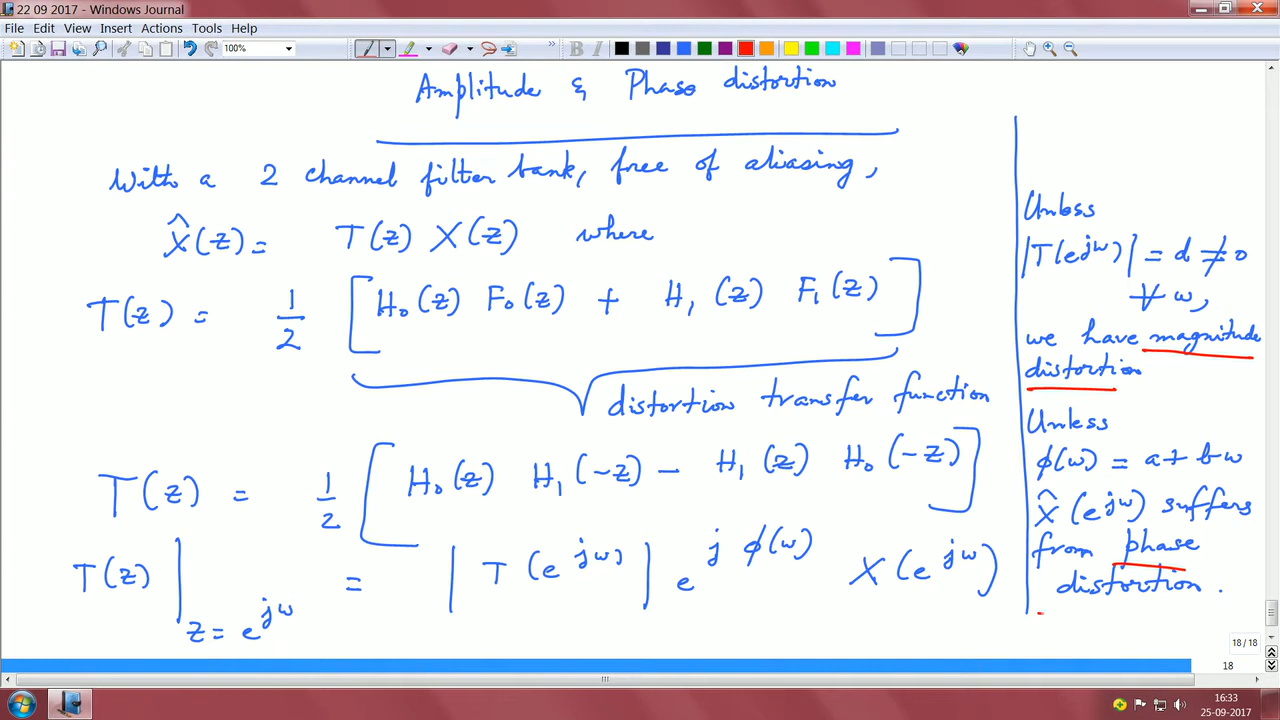 22 09 2017 - Windows Journal
File Edit View Insert Actions Tools Help
100%
Amplitude & Phase distortion
With a 2 channel filter bank, free of aliasing,
X̂(z) = T(z) X(z) where
T(z) = 1/2 [H₀(z) F₀(z) + H₁(z) F₁(z)]
distortion transfer function
T(z) = 1/2 [H₀(z) H₁(-z) - H₁(z) H₀(-z)]
T(z)|z=e^jω = |T(e^jω)| e^jϕ(ω) X(e^jω)
Unless
|T(e^jω)| = d ≠ 0
∀ ω,
we have magnitude
distortion
Unless
ϕ(ω) = a + bω
X̂(e^jω) suffers
from phase
distortion.
18 / 18
18
16:33
25-09-2017